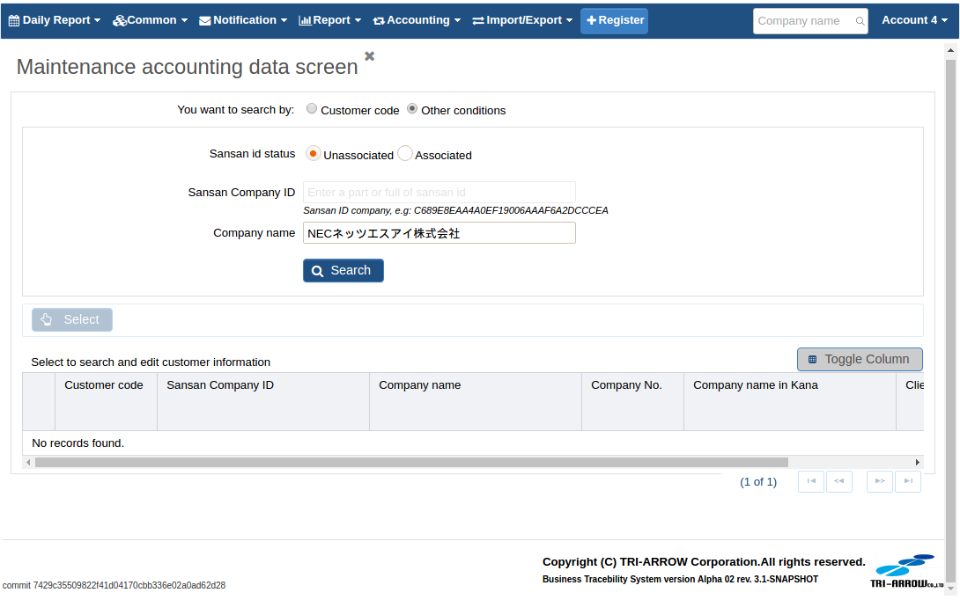 Daily Report Common Notification Report Accounting Import/Export Register Company name Account 4
Maintenance accounting data screen
You want to search by: Customer code Other conditions
Sansan id status Unassociated Associated
Sansan Company ID Enter a part or full of sansan id
Sansan ID company, e.g: C689E8EAA4A0EF19006AAAF6A2DCCCEA
Company name NECネッツエスアイ株式会社
Search
Select
Select to search and edit customer information Toggle Column
Customer code Sansan Company ID Company name Company No. Company name in Kana Clie
No records found.
(1 of 1)
Copyright (C) TRI-ARROW Corporation.All rights reserved.
Business Tracebility System version Alpha 02 rev. 3.1-SNAPSHOT
TRI-ARROW
commit 7429c35509822f41d04170cbb336e02a0ad62d28